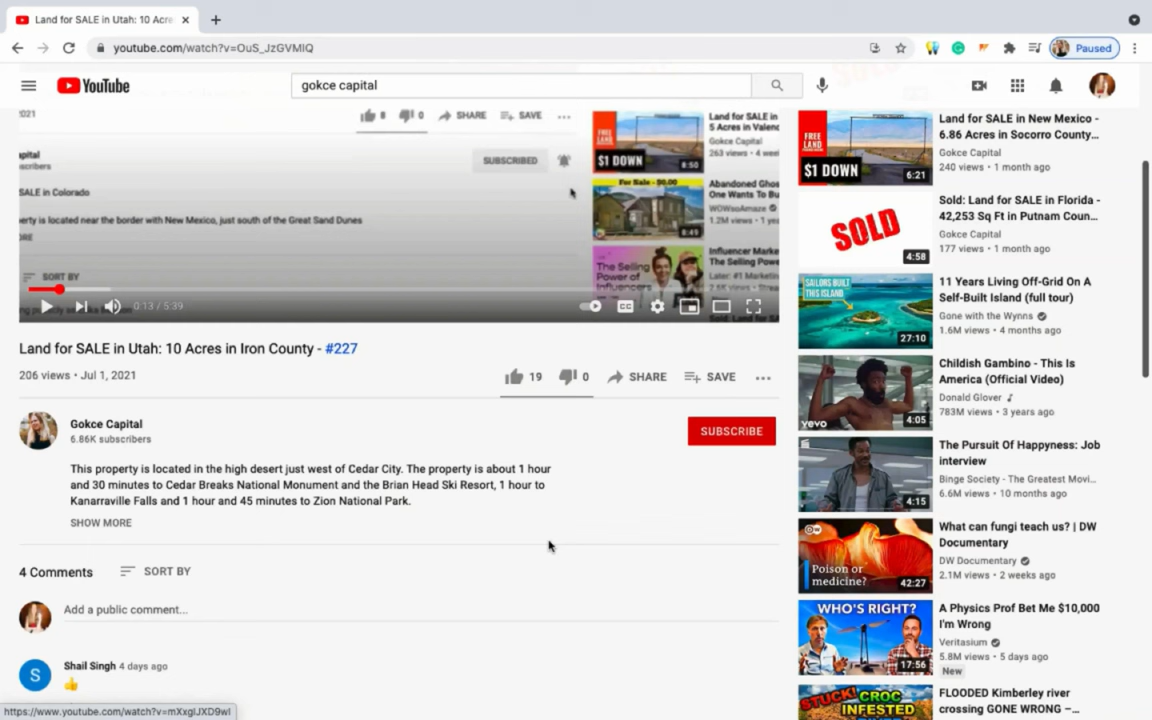 Land for SALE in Utah: 10 Acre
youtube.com/watch?v=OuS_JzGVMIQ
Paused
YouTube
gokce capital
2021
8
0
SHARE
SAVE
SUBSCRIBED
SALE in Colorado
erty is located near the border with New Mexico, just south of the Great Sand Dunes
SORT BY
FREE
LAND
$1 DOWN
8:50
Land for SALE in
5 Acres in Valenc
Gokce Capital
263 views • 4 wee
For Sale - $0.00
8:45
Abandoned Ghos
One Wants To Bu
WOWsoAmaze
1.2M views • 1 yea
The Selling
Power of
Influencers
Influencer Marke
The Selling Powe
Later: #1 Marketin
0:13 / 5:39
CC
Land for SALE in Utah: 10 Acres in Iron County - #227
206 views • Jul 1, 2021
19
0
SHARE
SAVE
Gokce Capital
6.86K subscribers
SUBSCRIBE
This property is located in the high desert just west of Cedar City. The property is about 1 hour
and 30 minutes to Cedar Breaks National Monument and the Brian Head Ski Resort, 1 hour to
Kanarraville Falls and 1 hour and 45 minutes to Zion National Park.
SHOW MORE
4 Comments
SORT BY
Add a public comment...
S
Shail Singh 4 days ago
https://www.youtube.com/watch?v=mXxglJXD9wI
FREE
LAND
$1 DOWN
6:21
Land for SALE in New Mexico -
6.86 Acres in Socorro County...
Gokce Capital
240 views • 1 month ago
SOLD
4:58
Sold: Land for SALE in Florida -
42,253 Sq Ft in Putnam Coun...
Gokce Capital
177 views • 1 month ago
SAILORS BUILT
THIS ISLAND
27:10
11 Years Living Off-Grid On A
Self-Built Island (full tour)
Gone with the Wynns
1.6M views • 4 months ago
vevo
4:05
Childish Gambino - This Is
America (Official Video)
Donald Glover
783M views • 3 years ago
4:15
The Pursuit Of Happyness: Job
interview
Binge Society - The Greatest Movi...
6.6M views • 10 months ago
Poison or
medicine?
42:27
What can fungi teach us? | DW
Documentary
DW Documentary
2.1M views • 2 weeks ago
WHO'S RIGHT?
17:56
A Physics Prof Bet Me $10,000
I'm Wrong
Veritasium
5.8M views • 5 days ago
New
STUCK! CROC
INFESTED
FLOODED Kimberley river
crossing GONE WRONG –...